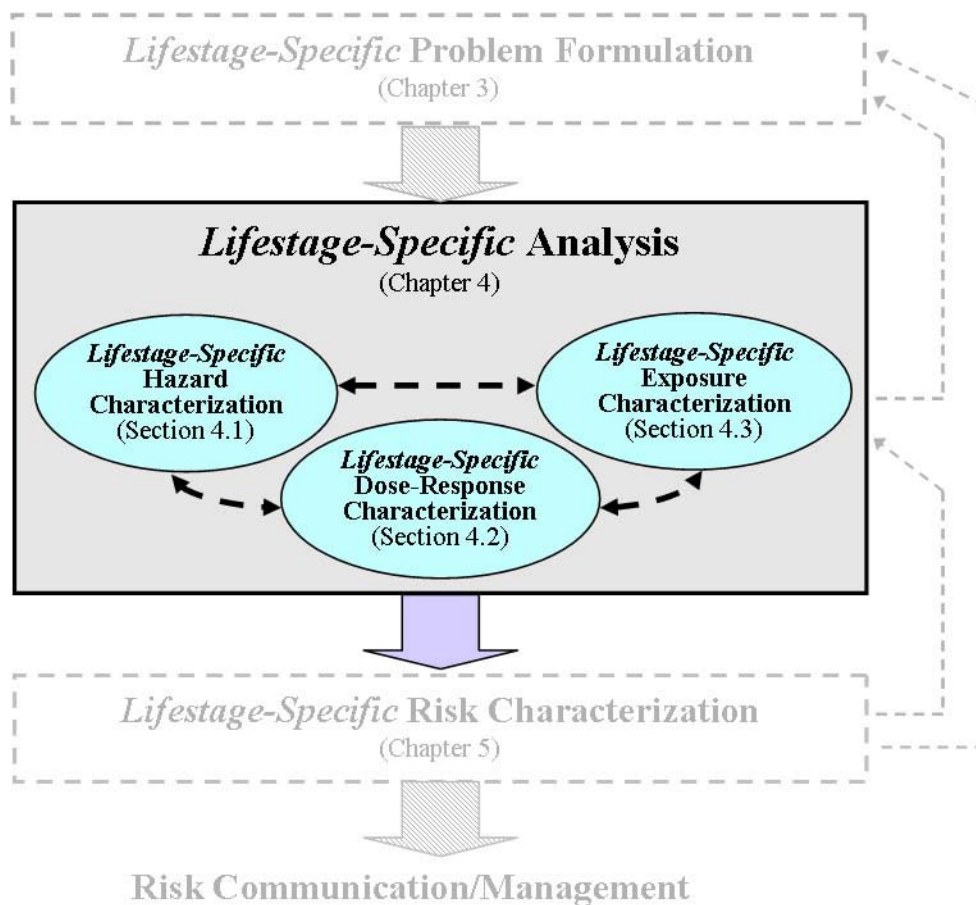 Lifestage-Specific Problem Formulation
(Chapter 3)
Lifestage-Specific Analysis
(Chapter 4)
Lifestage-Specific
Hazard
Characterization
(Section 4.1)
Lifestage-Specific
Exposure
Characterization
(Section 4.3)
Lifestage-Specific
Dose-Response
Characterization
(Section 4.2)
Lifestage-Specific Risk Characterization
(Chapter 5)
Risk Communication/Management